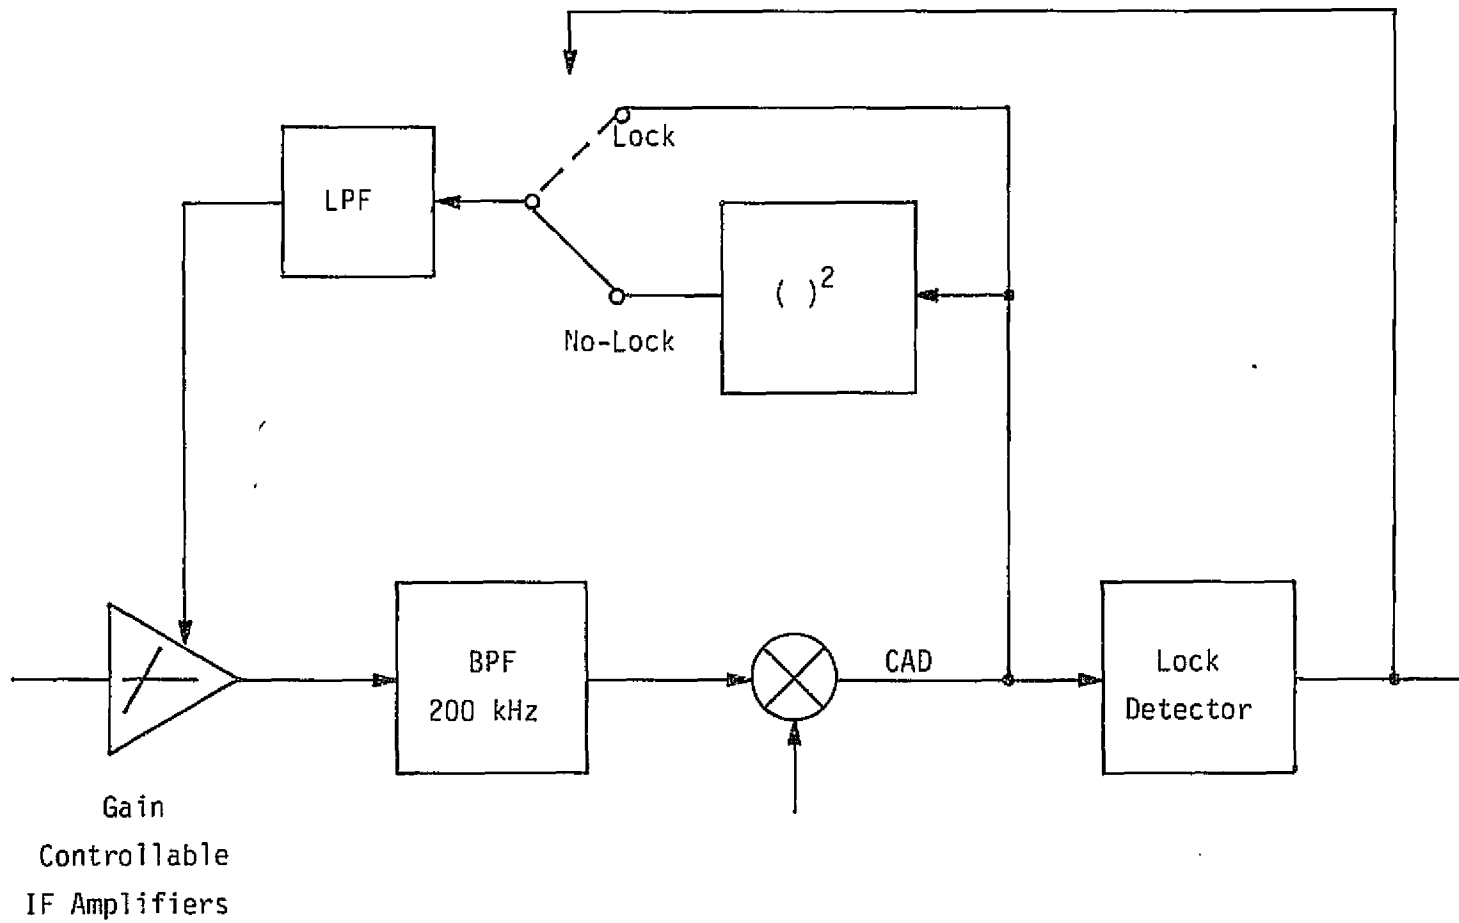 Lock
LPF
( )²
No-Lock
BPF
200 kHz
CAD
Lock
Detector
Gain
Controllable
IF Amplifiers